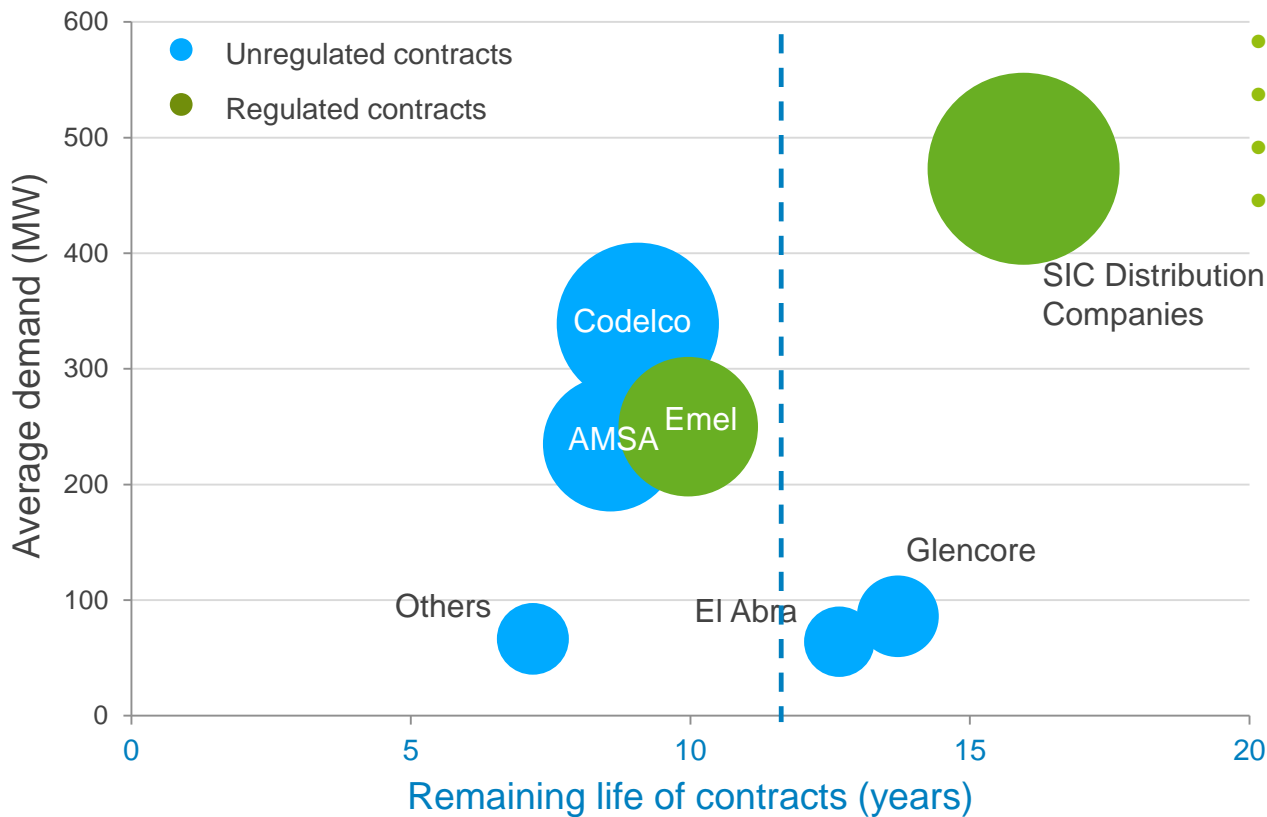 Unregulated contracts
Regulated contracts
Average demand (MW)
600
500
400
300
200
100
0
Codelco
AMSA
Emel
SIC Distribution
Companies
Glencore
Others
El Abra
0
5
10
15
20
Remaining life of contracts (years)